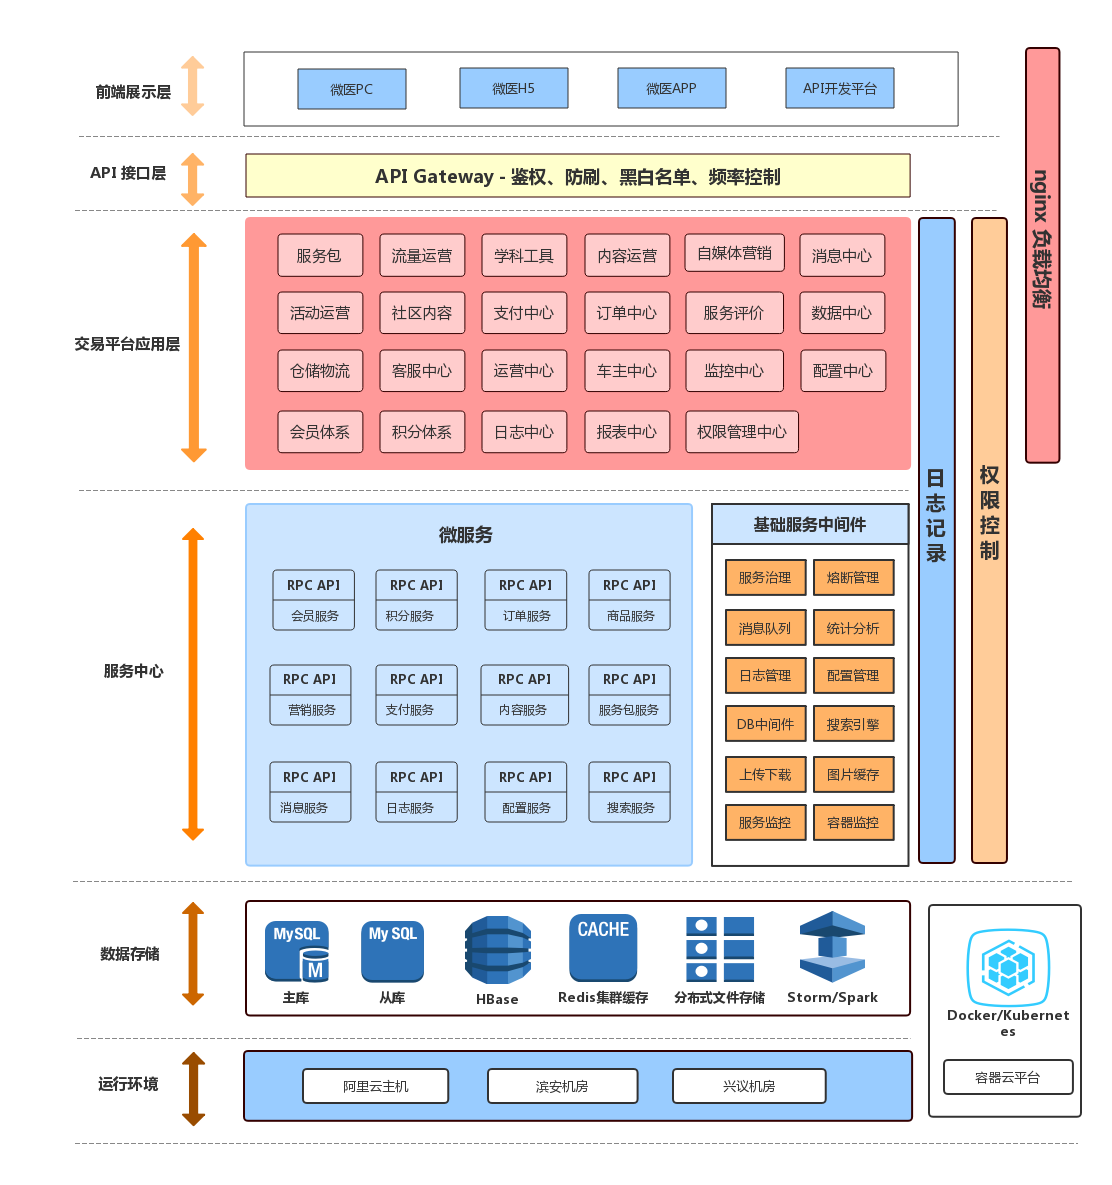 前端展示层
微医PC
微医H5
微医APP
API开发平台
nginx 负载均衡
API 接口层
API Gateway - 鉴权、防刷、黑白名单、频率控制
交易平台应用层
服务包
流量运营
学科工具
内容运营
自媒体营销
消息中心
活动运营
社区内容
支付中心
订单中心
服务评价
数据中心
仓储物流
客服中心
运营中心
车主中心
监控中心
配置中心
会员体系
积分体系
日志中心
报表中心
权限管理中心
日志记录
权限控制
服务中心
微服务
RPC API
会员服务
RPC API
积分服务
RPC API
订单服务
RPC API
商品服务
RPC API
营销服务
RPC API
支付服务
RPC API
内容服务
RPC API
服务包服务
RPC API
消息服务
RPC API
日志服务
RPC API
配置服务
RPC API
搜索服务
基础服务中间件
服务治理
熔断管理
消息队列
统计分析
日志管理
配置管理
DB中间件
搜索引擎
上传下载
图片缓存
服务监控
容器监控
数据存储
My SQL
M
主库
My SQL
从库
HBase
CACHE
Redis集群缓存
分布式文件存储
Storm/Spark
Docker/Kubernet
es
容器云平台
运行环境
阿里云主机
滨安机房
兴议机房